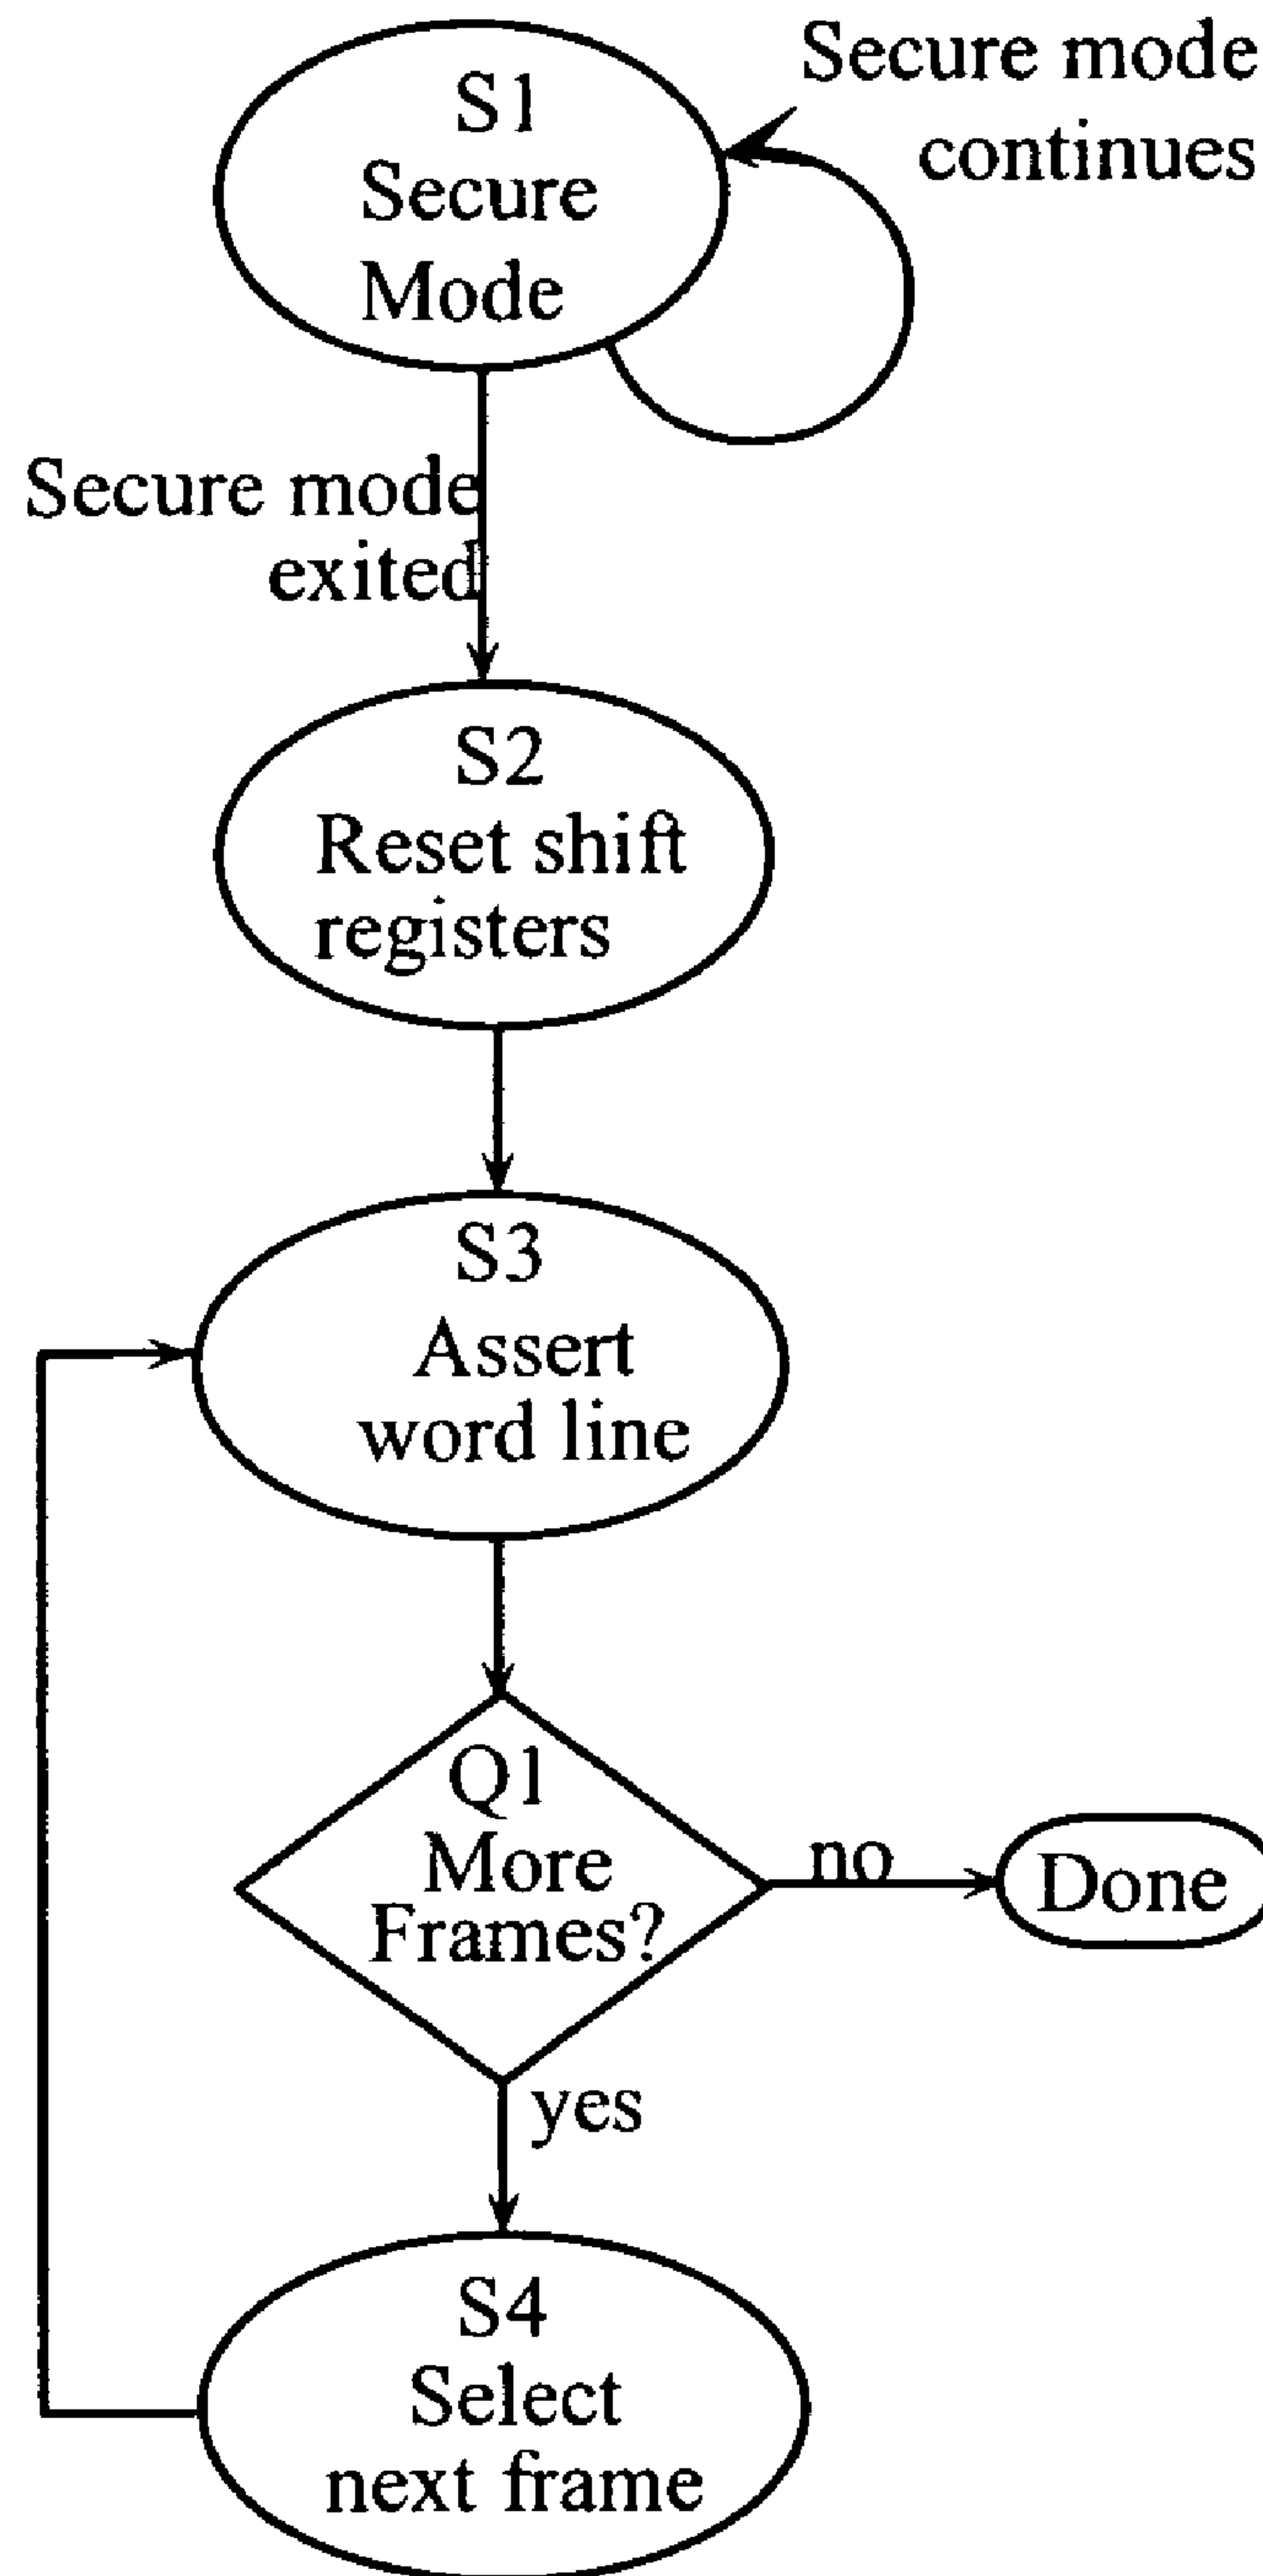 S1
Secure
Mode
Secure mode
continues
Secure mode
exited
S2
Reset shift
registers
S3
Assert
word line
Q1
More
Frames?
no
Done
yes
S4
Select
next frame